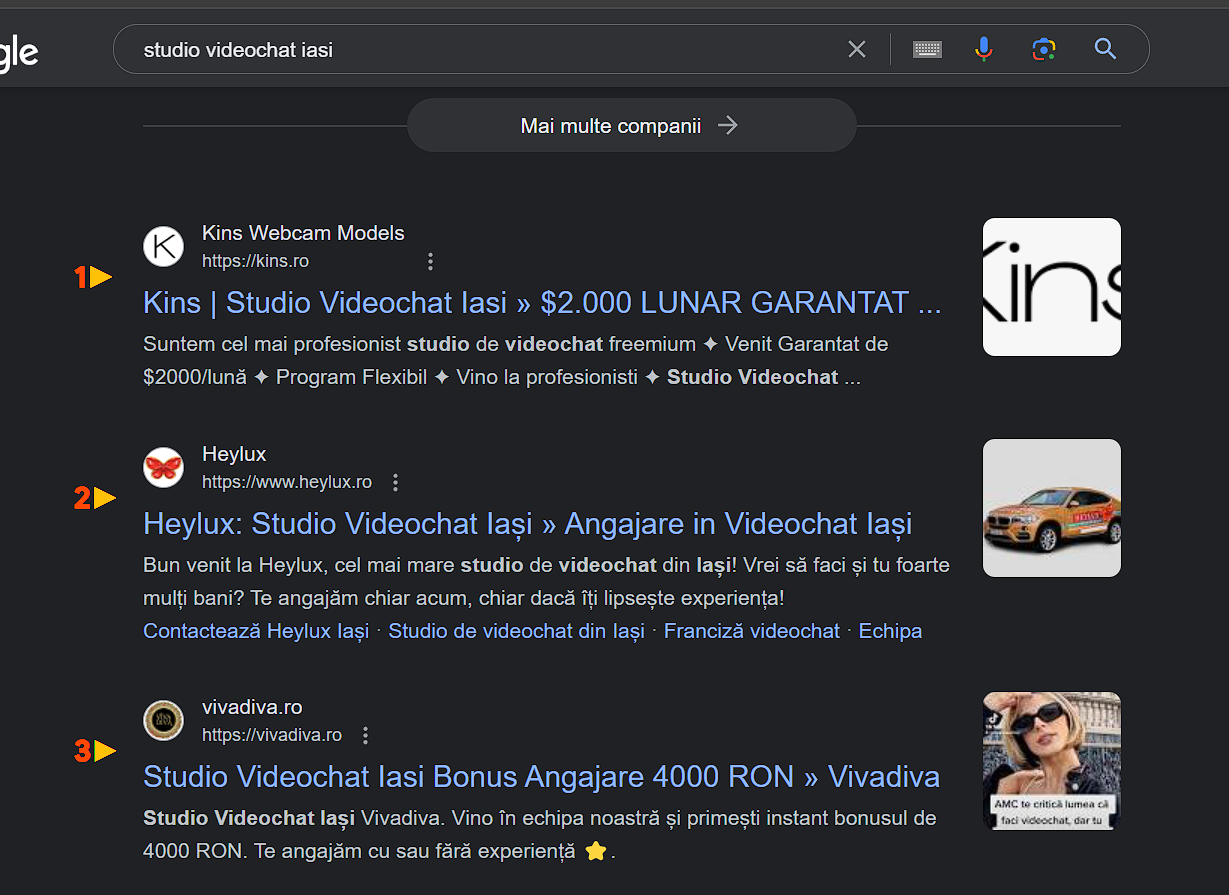 gle
studio videochat iasi
Mai multe companii
Kins Webcam Models
https://kins.ro
1
Kins | Studio Videochat Iasi » $2.000 LUNAR GARANTAT ...
Suntem cel mai profesionist studio de videochat freemium ✦ Venit Garantat de
$2000/lună ✦ Program Flexibil ✦ Vino la profesionisti ✦ Studio Videochat ...
Kins
Heylux
https://www.heylux.ro
2
Heylux: Studio Videochat Iași » Angajare in Videochat Iași
Bun venit la Heylux, cel mai mare studio de videochat din Iași! Vrei să faci și tu foarte
mulți bani? Te angajăm chiar acum, chiar dacă îți lipsește experiența!
Contactează Heylux Iași · Studio de videochat din Iași · Franciză videochat · Echipa
HEYLUX
vivadiva.ro
https://vivadiva.ro
3
Studio Videochat Iasi Bonus Angajare 4000 RON » Vivadiva
Studio Videochat Iași Vivadiva. Vino în echipa noastră și primești instant bonusul de
4000 RON. Te angajăm cu sau fără experiență ⭐.
VIVA
DIVA
AMC te critică lumea că
faci videochat, dar tu